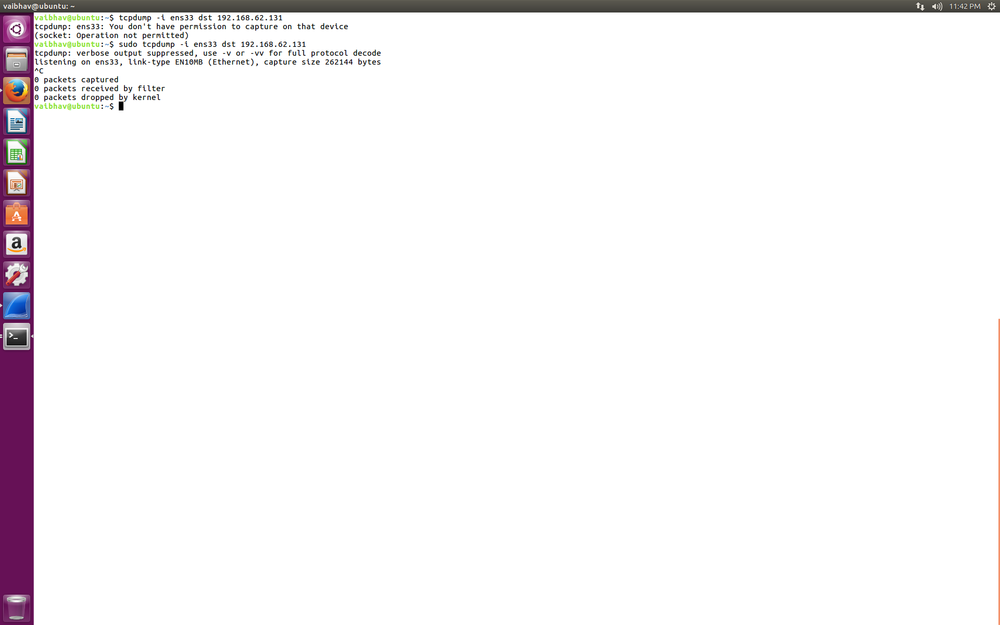 vaibhav@ubuntu: ~
11:42 PM
vaibhav@ubuntu:~$ tcpdump -i ens33 dst 192.168.62.131
tcpdump: ens33: You don't have permission to capture on that device
(socket: Operation not permitted)
vaibhav@ubuntu:~$ sudo tcpdump -i ens33 dst 192.168.62.131
tcpdump: verbose output suppressed, use -v or -vv for full protocol decode
listening on ens33, link-type EN10MB (Ethernet), capture size 262144 bytes
^C
0 packets captured
0 packets received by filter
0 packets dropped by kernel
vaibhav@ubuntu:~$